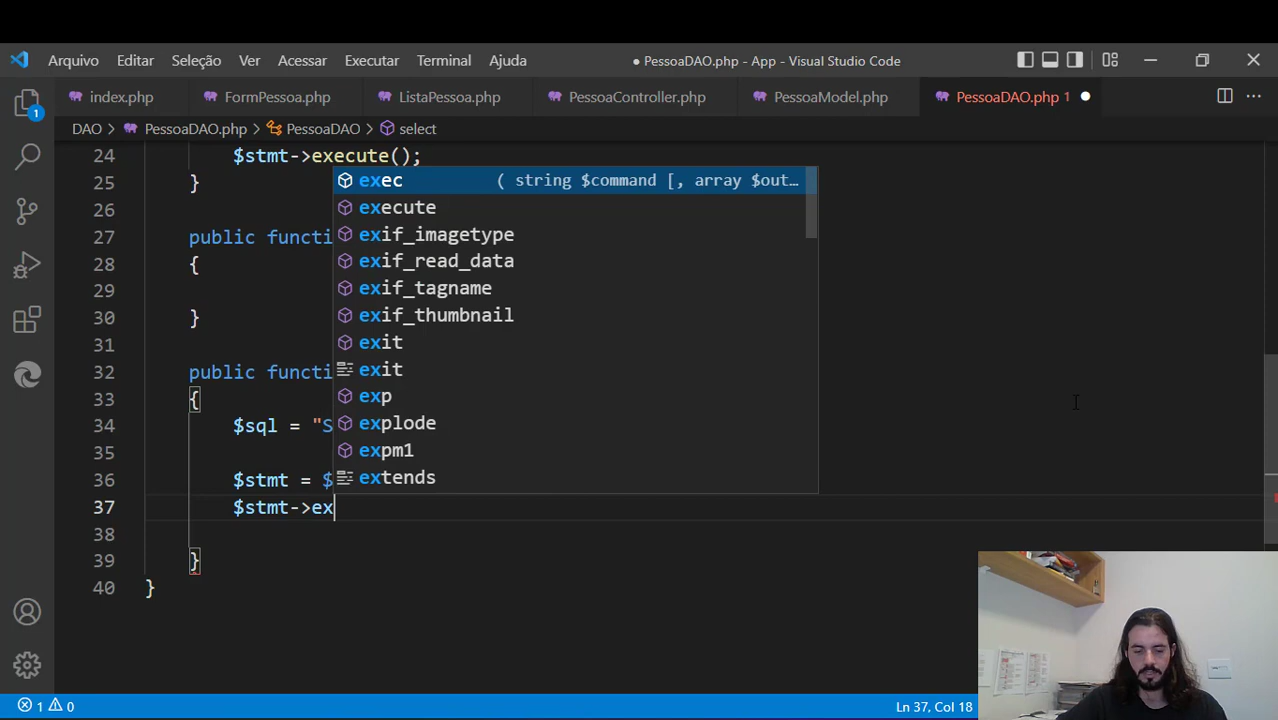 Arquivo Editar Seleção Ver Acessar Executar Terminal Ajuda ● PessoaDAO.php - App - Visual Studio Code
index.php FormPessoa.php ListaPessoa.php PessoaController.php PessoaModel.php PessoaDAO.php 1 ●
DAO > PessoaDAO.php > PessoaDAO > select
1
24 $stmt->execute();
25 }
exec ( string $command [, array $out…
26
execute
27 public functi
exif_imagetype
28 {
exif_read_data
29
exif_tagname
30 }
exif_thumbnail
31
exit
32 public functi
exit
33 {
exp
34 $sql = "S
explode
35
expm1
36 $stmt = $
extends
37 $stmt->ex
38
39 }
40 }
1 0 Ln 37, Col 18